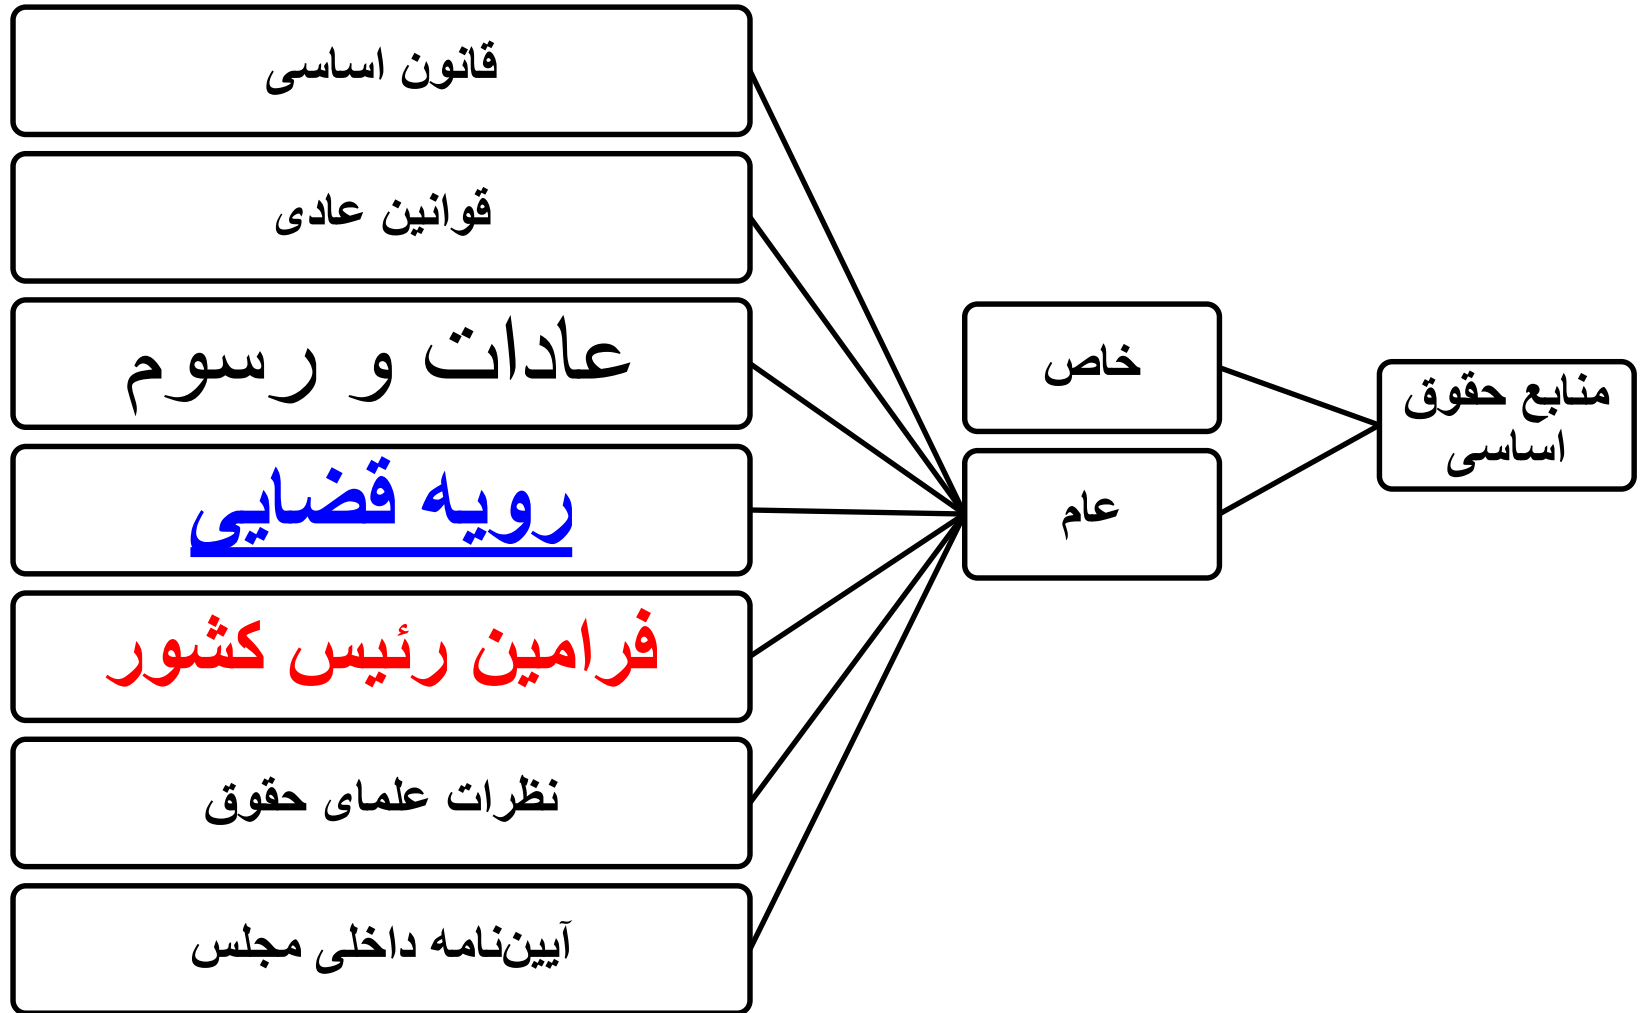 منابع حقوق
اساسی
خاص
عام
قانون اساسی
قوانین عادی
عادات و رسوم
رویه قضایی
فرامین رئیس کشور
نظرات علمای حقوق
آیین‌نامه داخلی مجلس